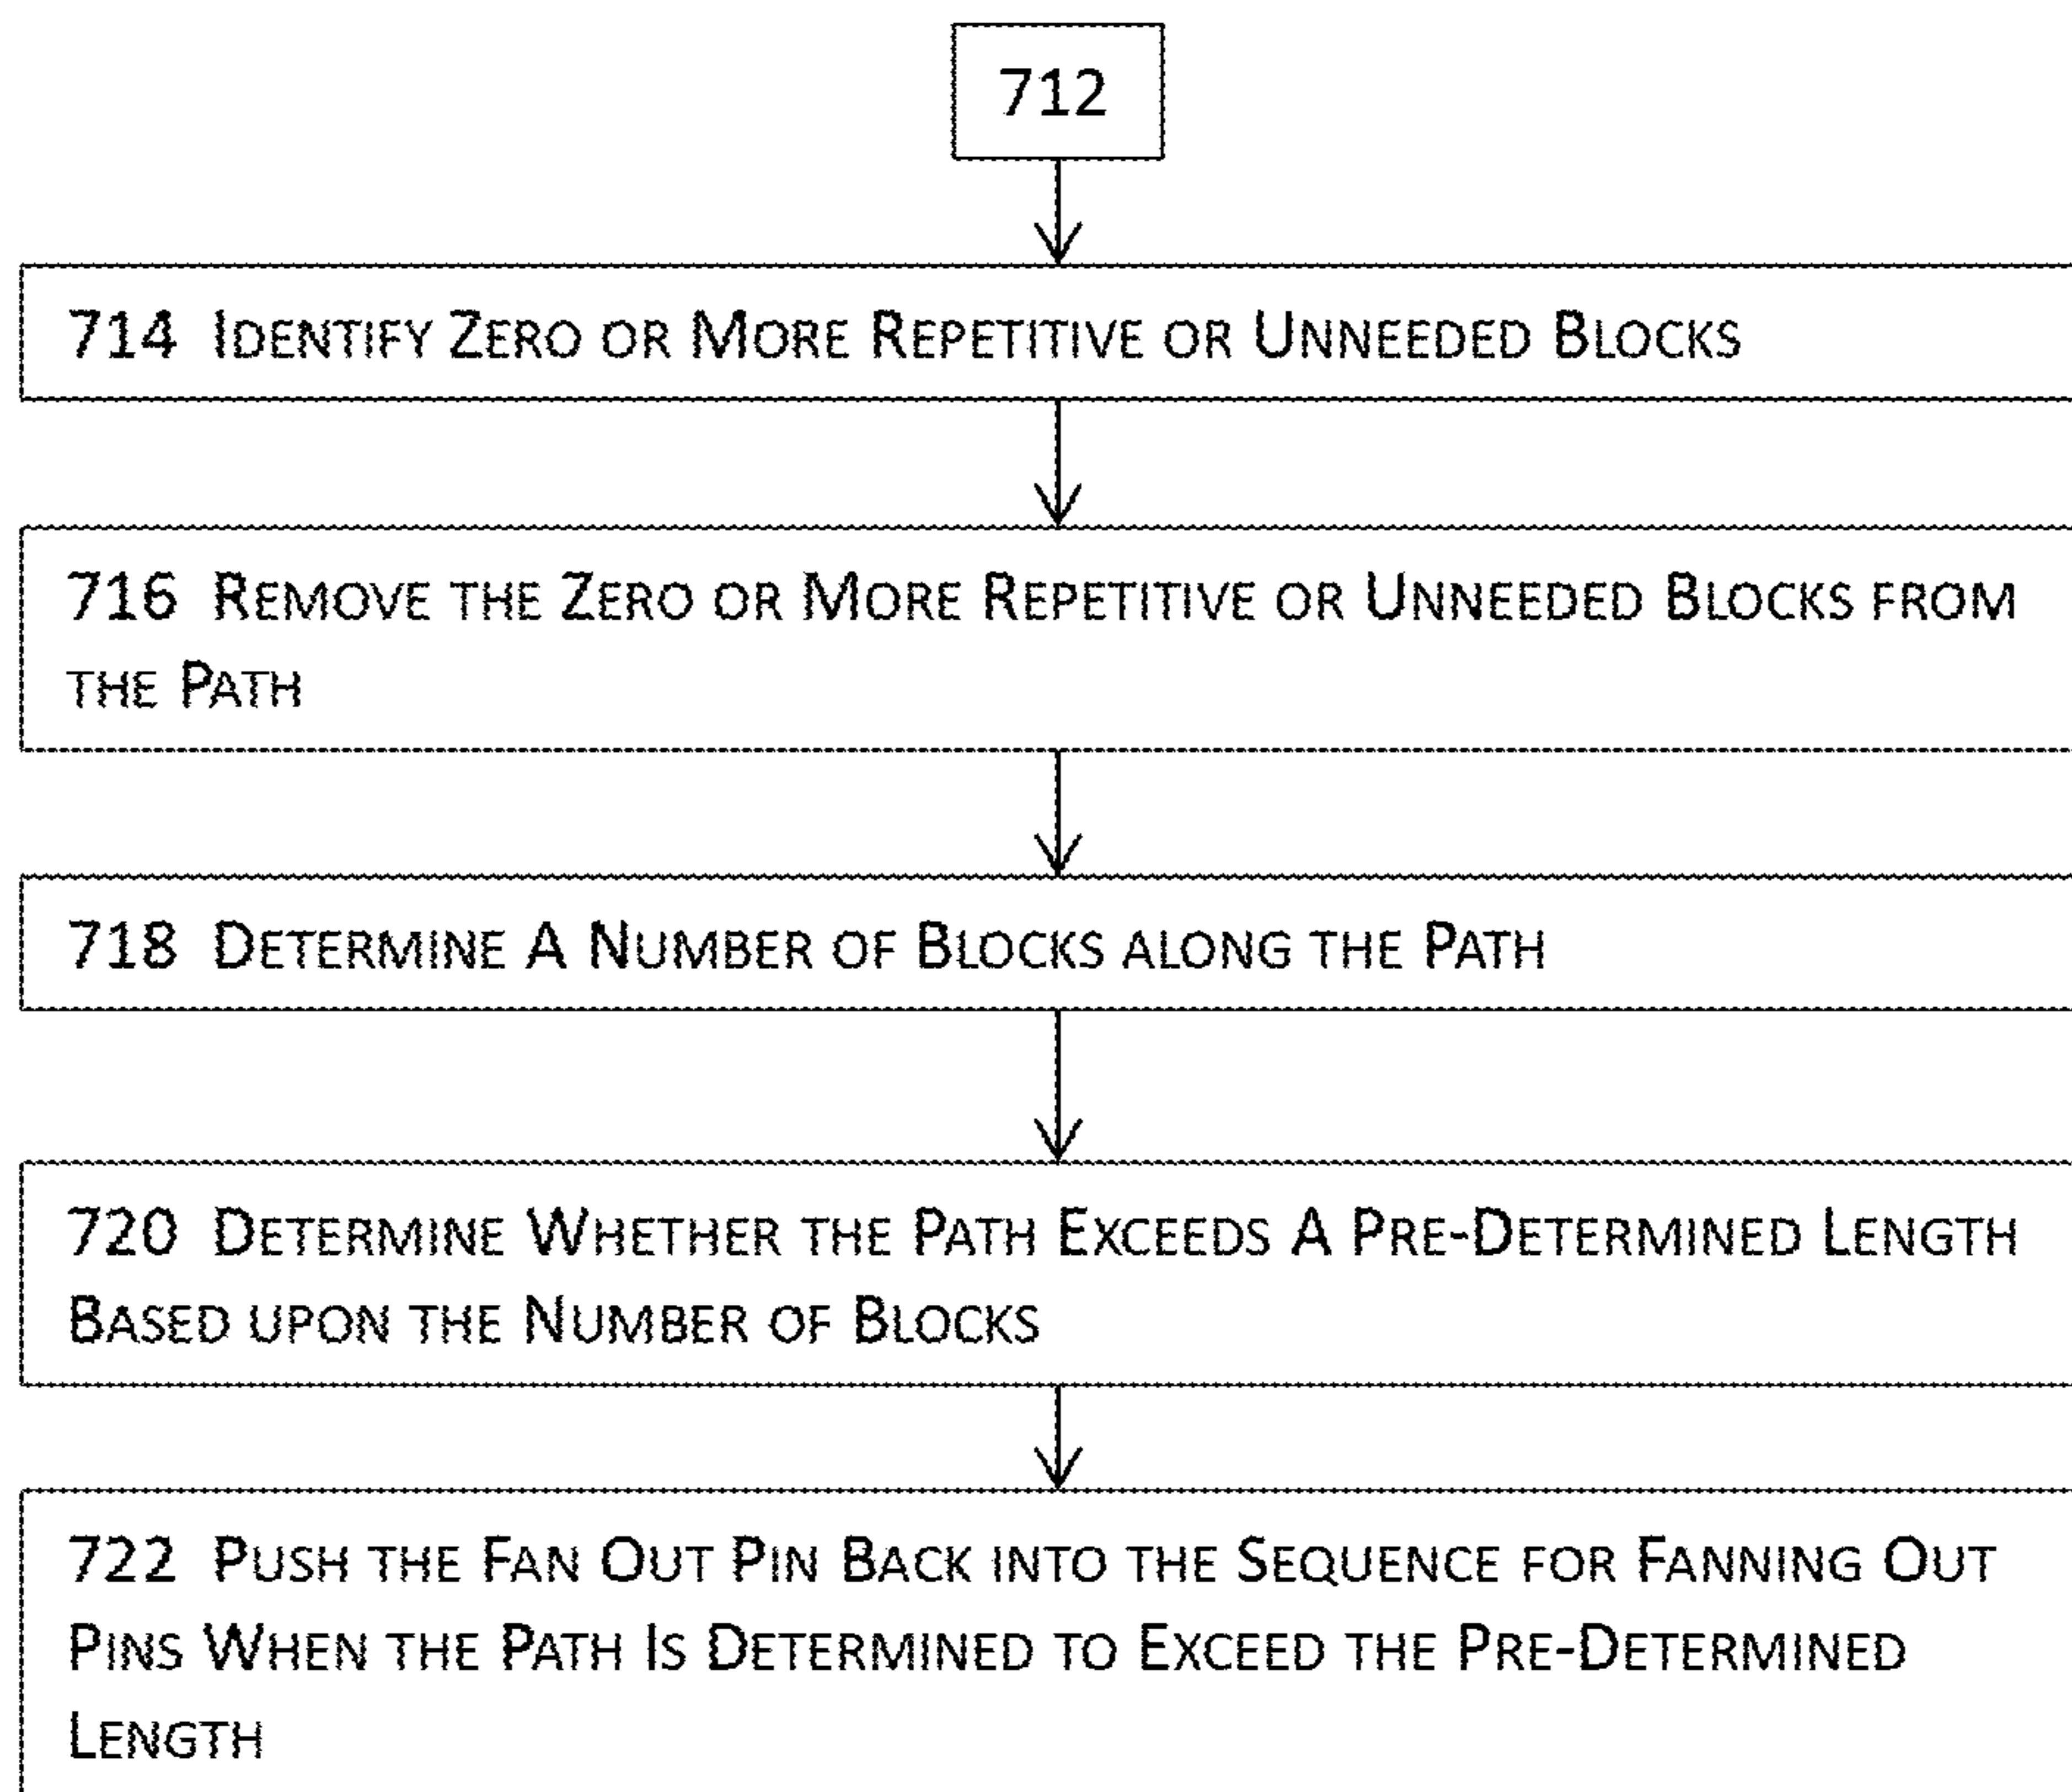 712
714 Identify Zero or More Repetitive or Unneeded Blocks
716 Remove the Zero or More Repetitive or Unneeded Blocks from
the Path
718 Determine A Number of Blocks along the Path
720 Determine Whether the Path Exceeds A Pre-Determined Length
Based upon the Number of Blocks
722 Push the Fan Out Pin Back into the Sequence for Fanning Out
Pins When the Path Is Determined to Exceed the Pre-Determined
Length